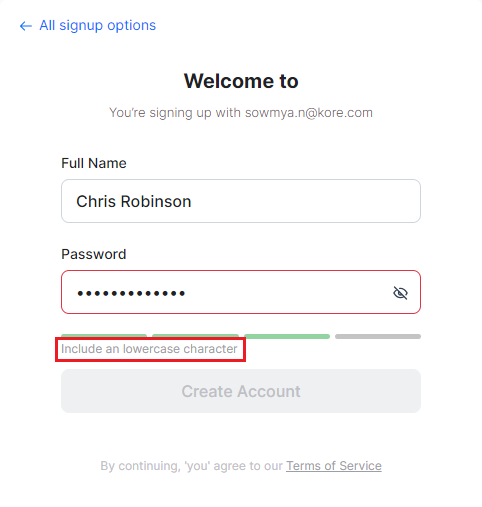 ← All signup options
Welcome to
You're signing up with sowmya.n@kore.com
Full Name
Chris Robinson
Password
•••••••••••••
Include an lowercase character
Create Account
By continuing, 'you' agree to our Terms of Service